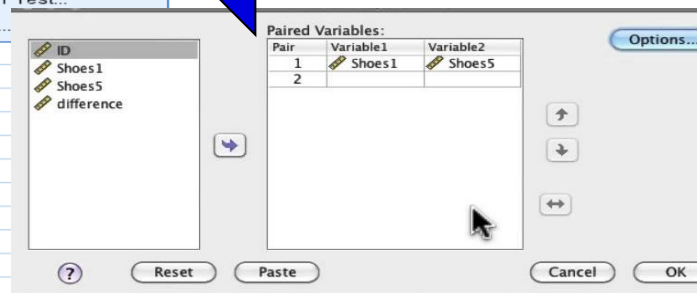 Test...
Paired Variables:
Pair Variable1 Variable2
1 Shoes1 Shoes5
2
ID
Shoes1
Shoes5
difference
Options...
? Reset Paste Cancel OK